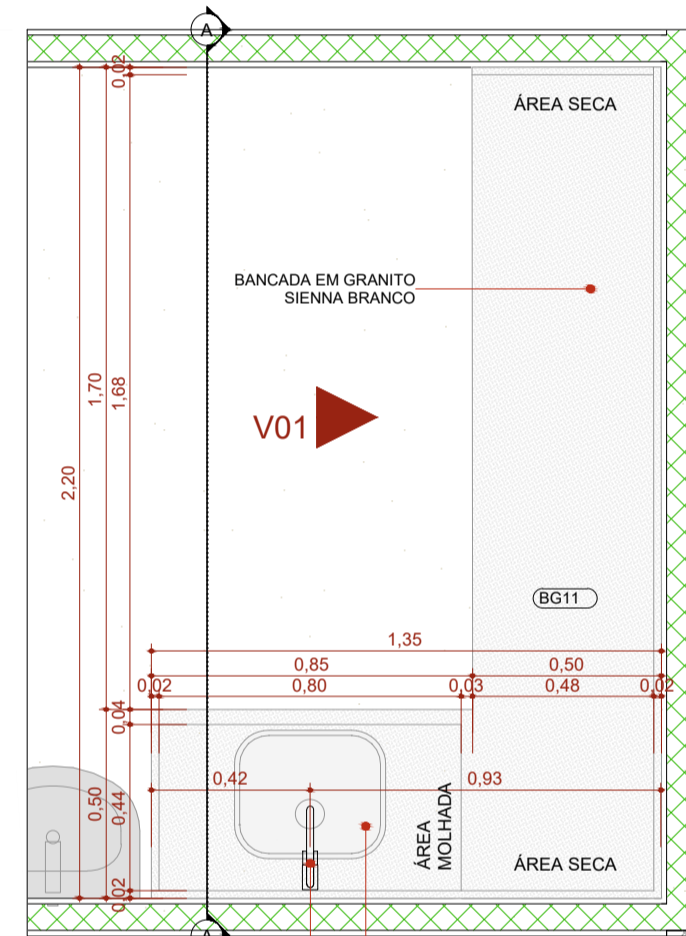 A
0,02
ÁREA SECA
BANCADA EM GRANITO
SIENNA BRANCO
1,70
1,68
V01
2,20
BG11
1,35
0,85
0,50
0,02
0,80
0,03
0,48
0,02
0,04
0,42
0,93
0,50
0,44
ÁREA
MOLHADA
ÁREA SECA
0,02
A